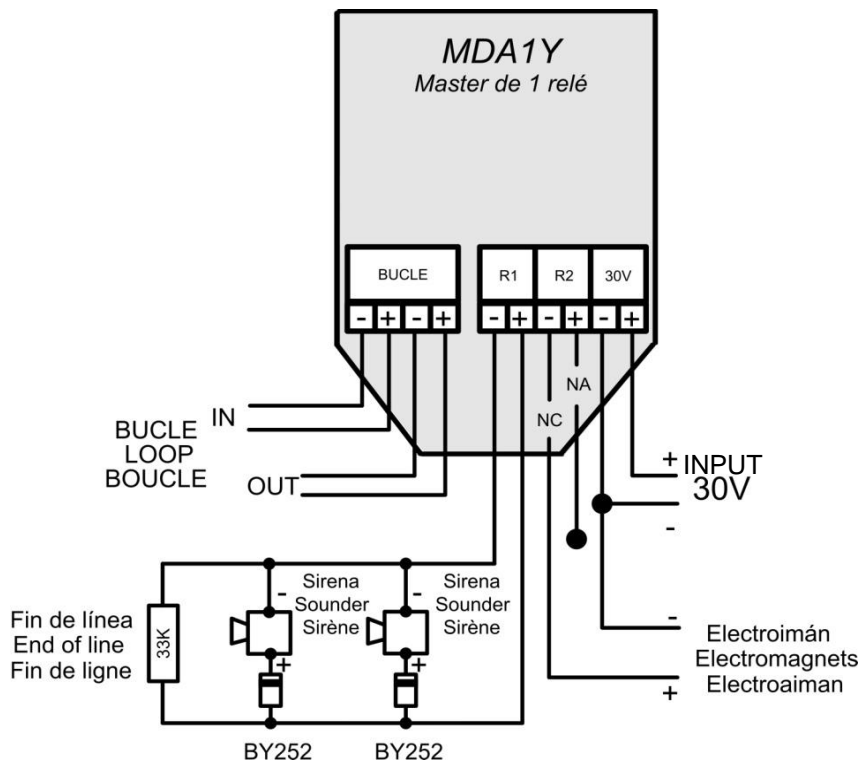 MDA1Y
Master de 1 relé
BUCLE
R1
R2
30V
- + - +
- + - + - +
NA
NC
IN
BUCLE
LOOP
BOUCLE
OUT
+
INPUT
30V
-
Fin de línea
End of line
Fin de ligne
33K
-
Sirena
Sounder
Sirène
+
BY252
-
Sirena
Sounder
Sirène
+
BY252
-
Electroimán
Electromagnets
Electroaiman
+